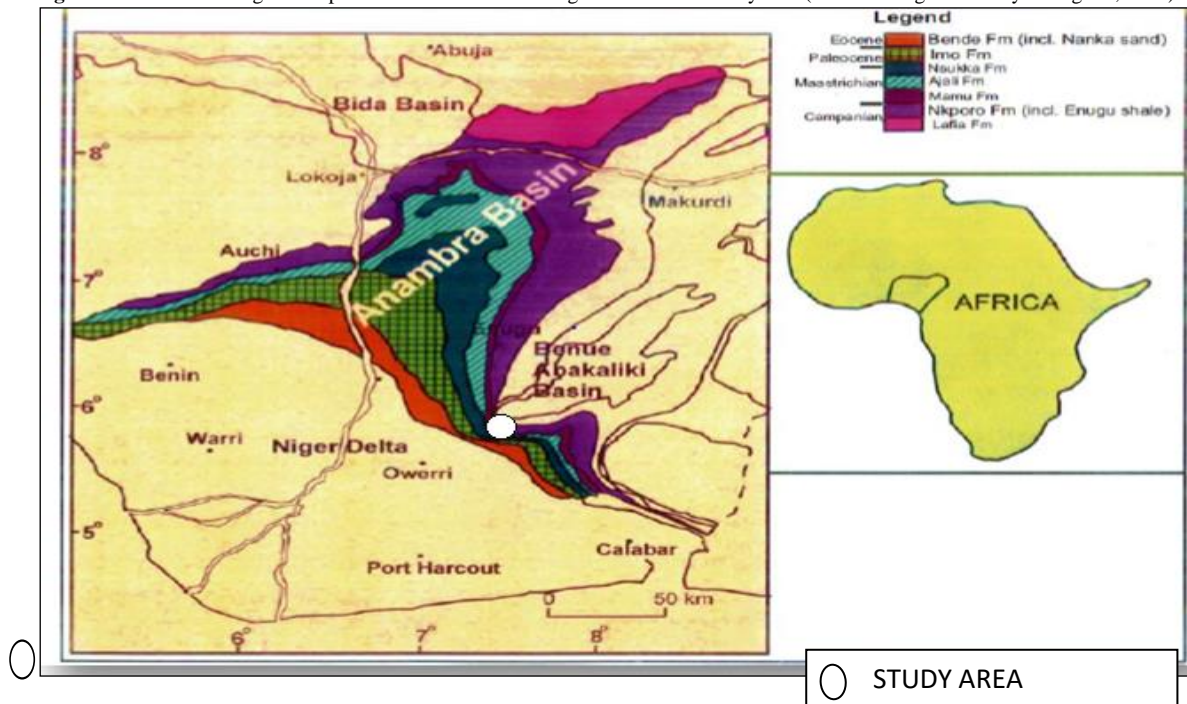 Legend
Eocene
Bende Fm (incl. Nanka sand)
Paleocene
Imo Fm
Nsukka Fm
Maastrichian
Ajali Fm
Mamu Fm
Campanian
Nkporo Fm (incl. Enugu shale)
Lafia Fm
Abuja
Bida Basin
8°
Lokoja
Makurdi
Auchi
Anambra Basin
7°
AFRICA
Enugu
Benue
Abakaliki
Basin
Benin
6°
Warri
Niger Delta
Owerri
5°
Calabar
Port Harcout
0
50 km
6°
7°
8°
STUDY AREA